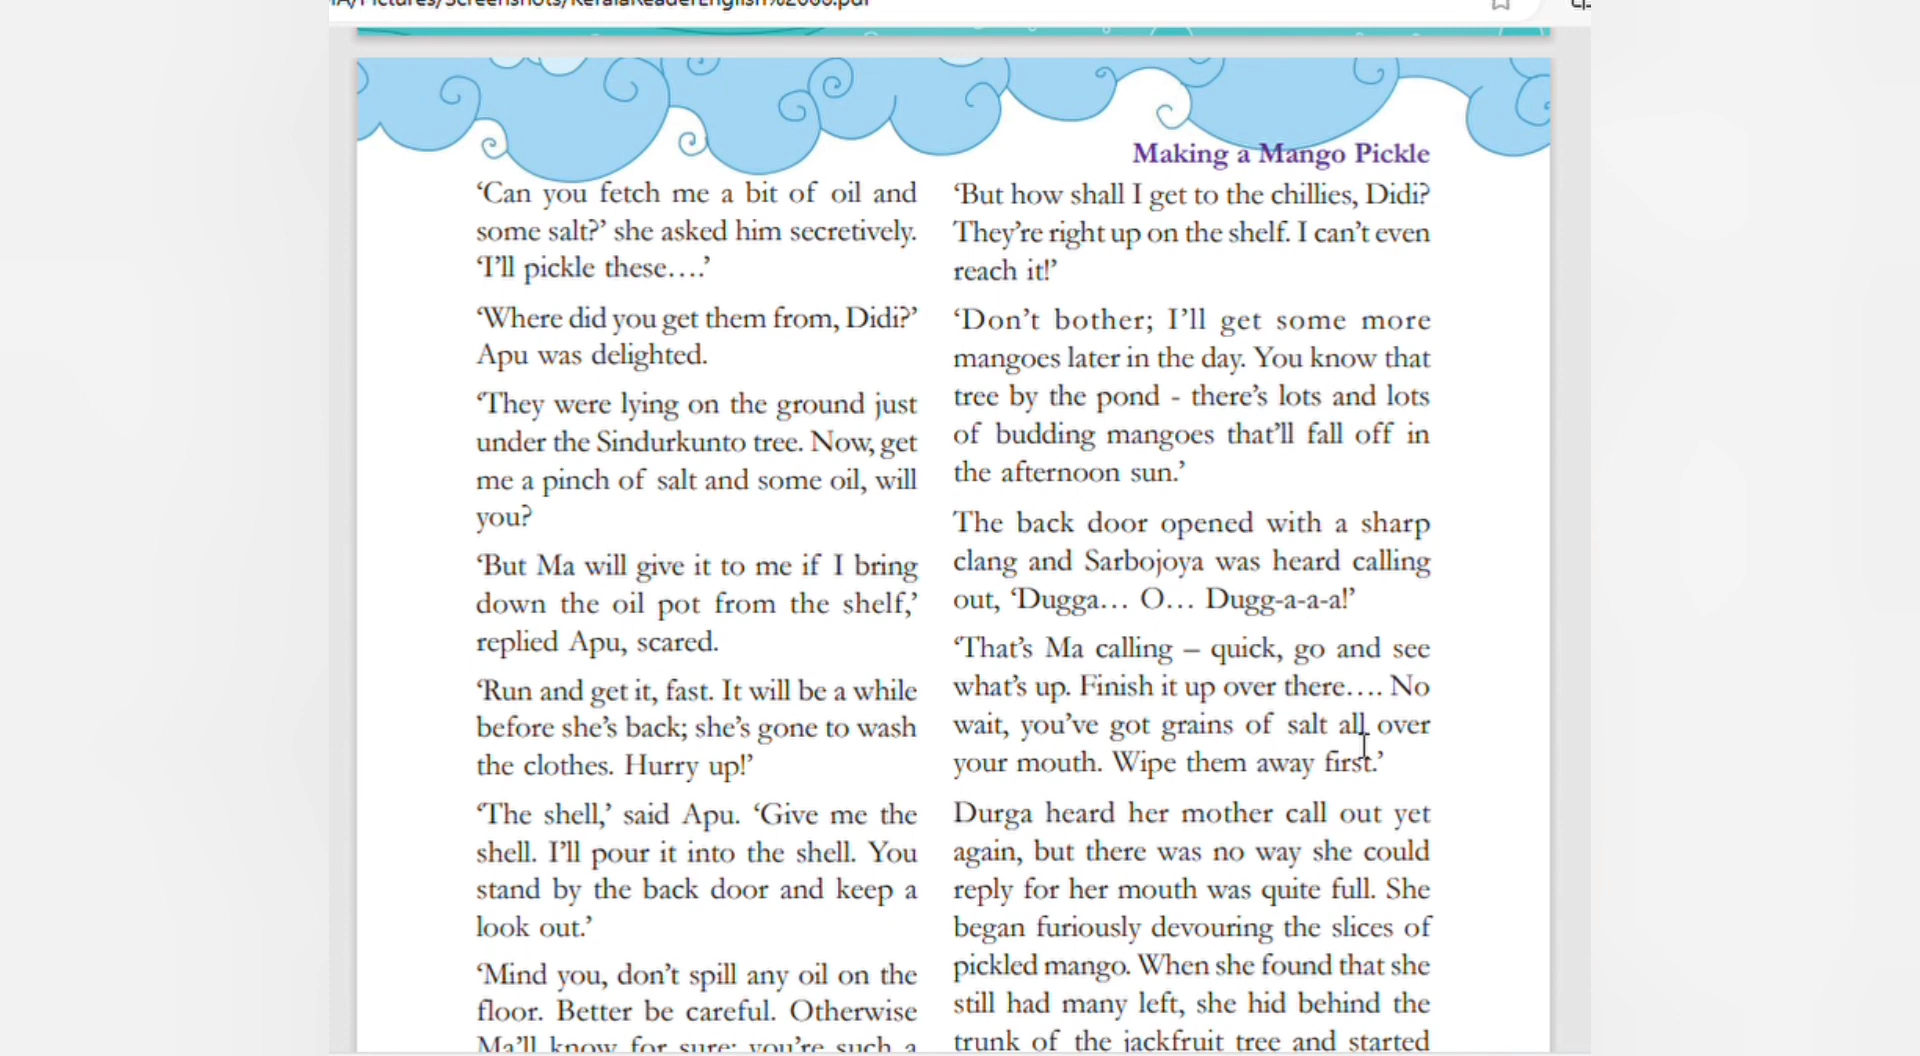 Making a Mango Pickle
‘Can you fetch me a bit of oil and
some salt?’ she asked him secretively.
‘I’ll pickle these….’
‘Where did you get them from, Didi?’
Apu was delighted.
‘They were lying on the ground just
under the Sindurkunto tree. Now, get
me a pinch of salt and some oil, will
you?
‘But Ma will give it to me if I bring
down the oil pot from the shelf,’
replied Apu, scared.
‘Run and get it, fast. It will be a while
before she’s back; she’s gone to wash
the clothes. Hurry up!’
‘The shell,’ said Apu. ‘Give me the
shell. I’ll pour it into the shell. You
stand by the back door and keep a
look out.’
‘Mind you, don’t spill any oil on the
floor. Better be careful. Otherwise
Ma’ll know for sure; you’re such a
‘But how shall I get to the chillies, Didi?
They’re right up on the shelf. I can’t even
reach it!’
‘Don’t bother; I’ll get some more
mangoes later in the day. You know that
tree by the pond - there’s lots and lots
of budding mangoes that’ll fall off in
the afternoon sun.’
The back door opened with a sharp
clang and Sarbojoya was heard calling
out, ‘Dugga… O… Dugg-a-a-a!’
‘That’s Ma calling – quick, go and see
what’s up. Finish it up over there…. No
wait, you’ve got grains of salt all over
your mouth. Wipe them away first.’
Durga heard her mother call out yet
again, but there was no way she could
reply for her mouth was quite full. She
began furiously devouring the slices of
pickled mango. When she found that she
still had many left, she hid behind the
trunk of the jackfruit tree and started